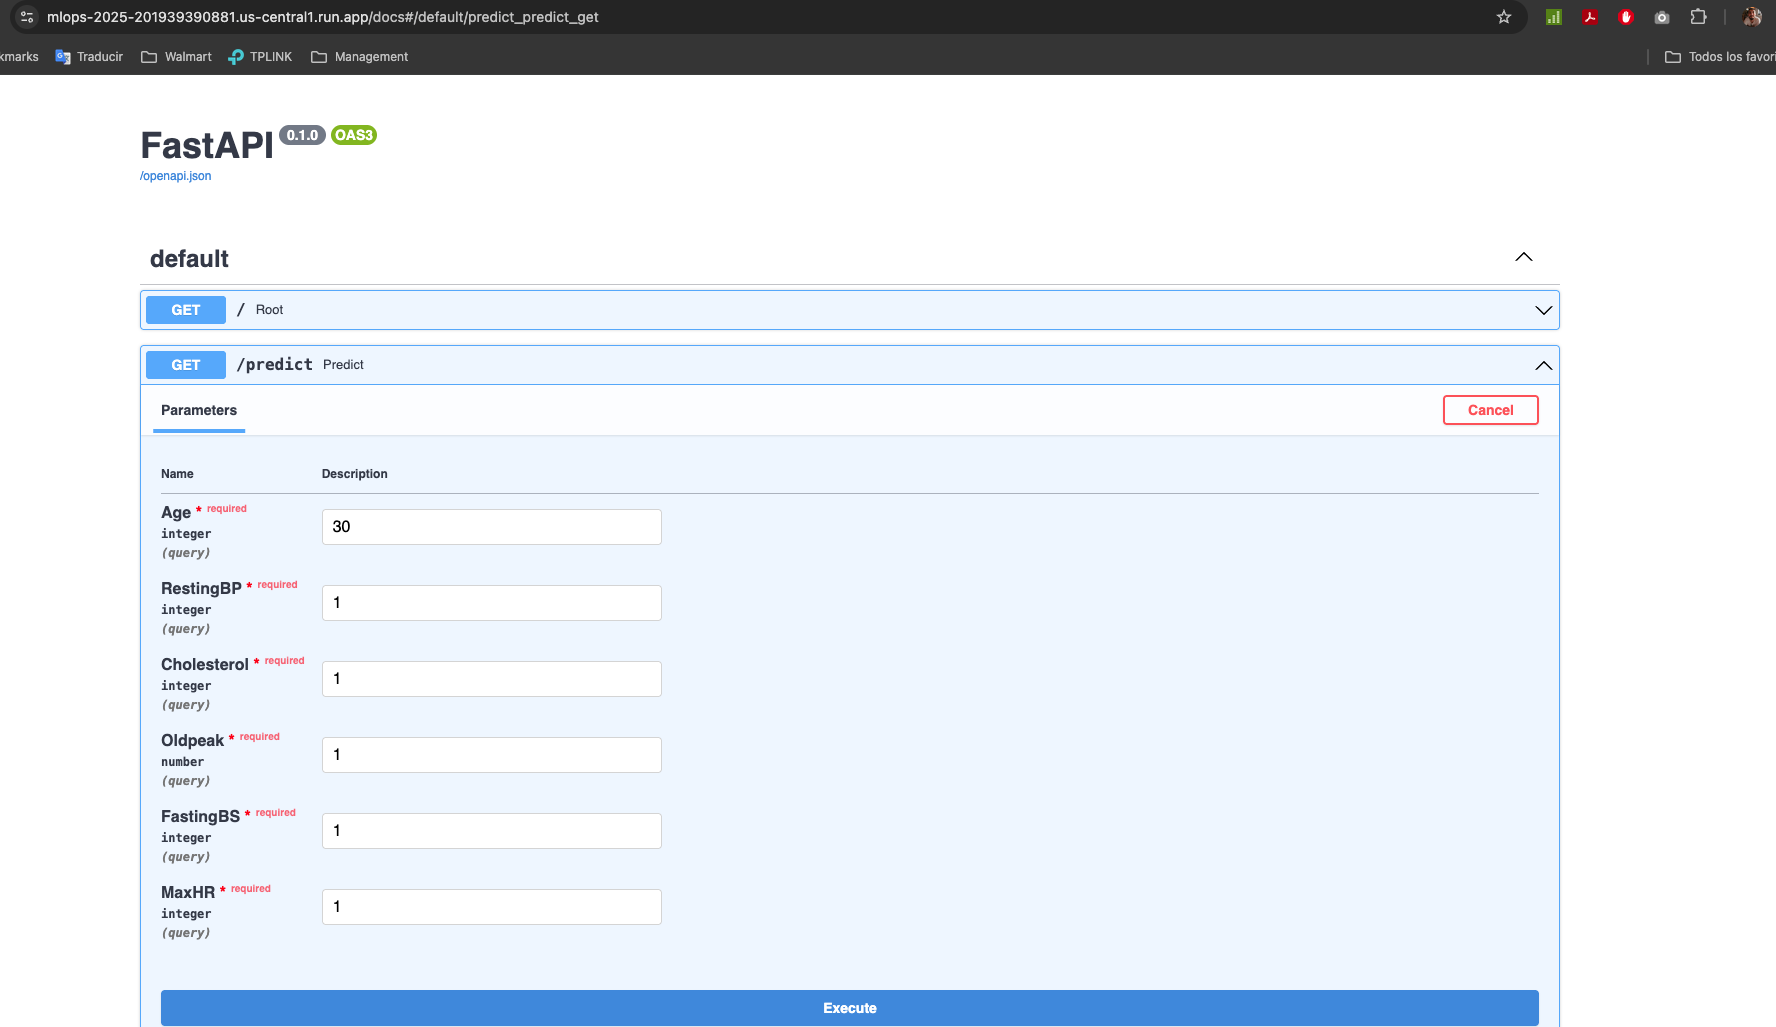 mlops-2025-201939390881.us-central1.run.app/docs#/default/predict_predict_get
kmarks Traducir Walmart TPLINK Management Todos los favori
FastAPI 0.1.0 OAS3
/openapi.json
default
GET / Root
GET /predict Predict
Parameters Cancel
Name Description
Age * required
integer
(query)
30
RestingBP * required
integer
(query)
1
Cholesterol * required
integer
(query)
1
Oldpeak * required
number
(query)
1
FastingBS * required
integer
(query)
1
MaxHR * required
integer
(query)
1
Execute